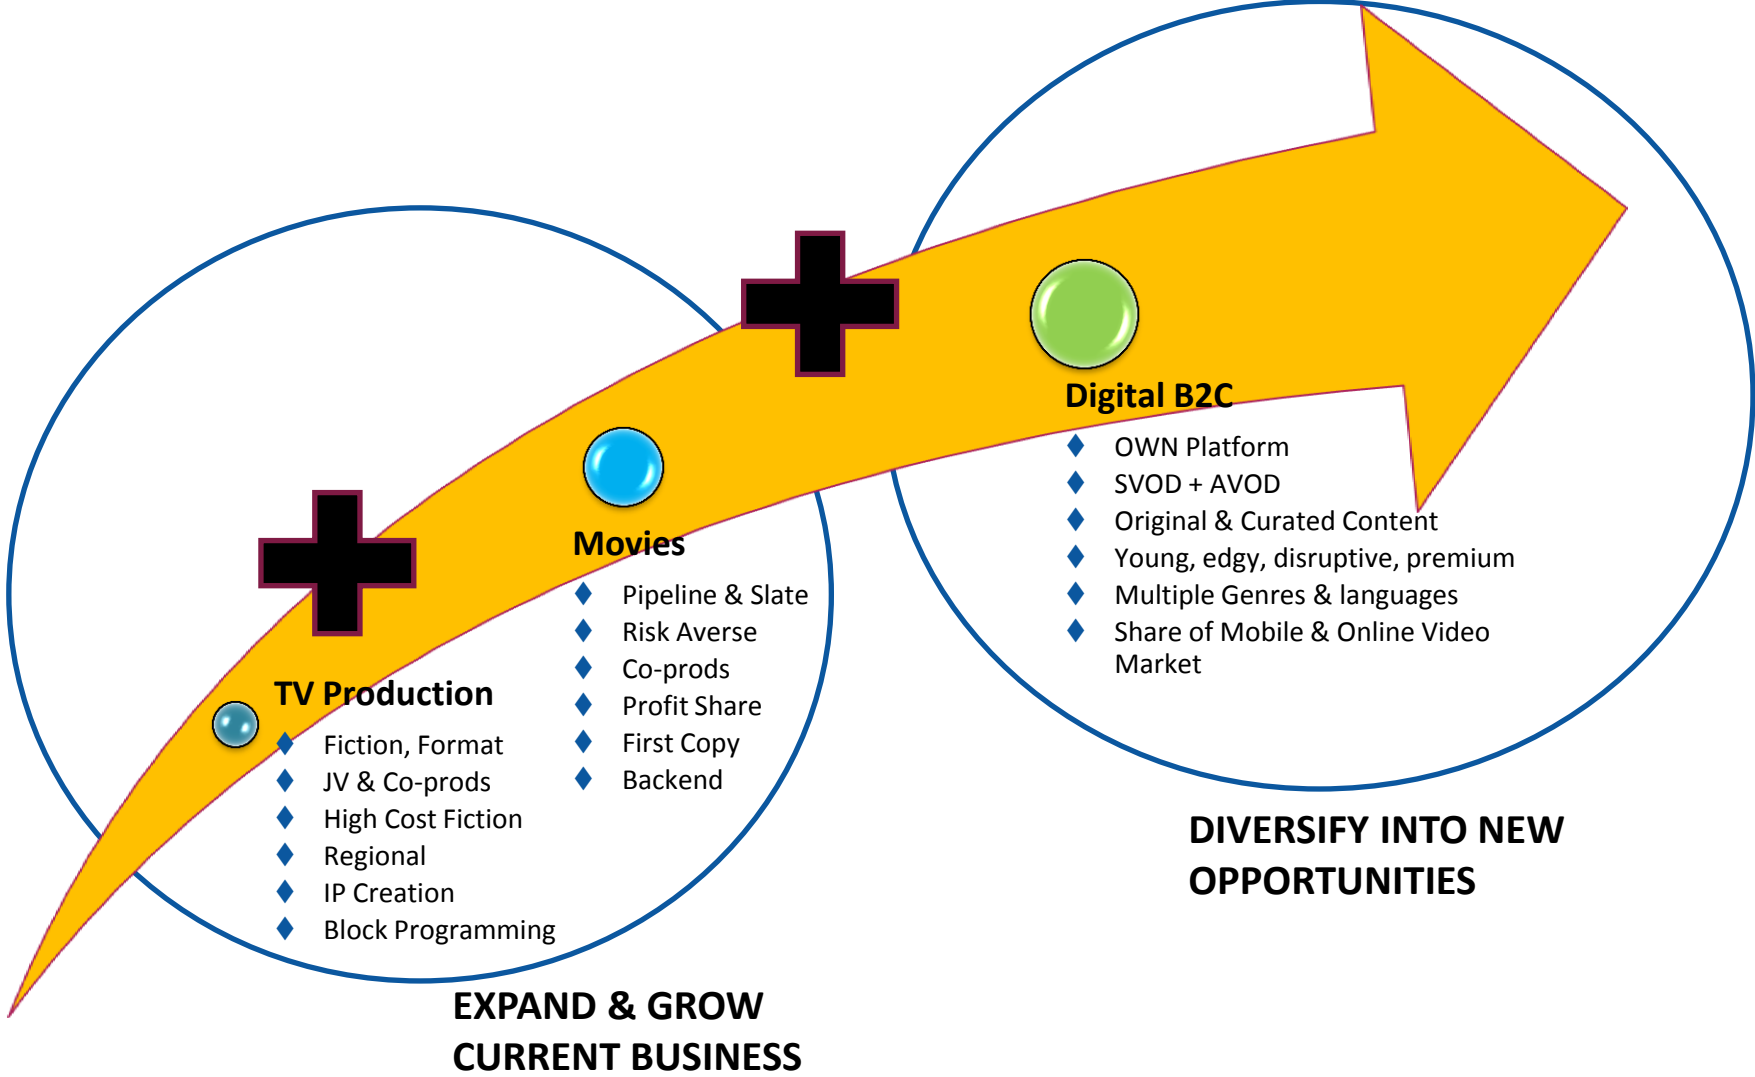 TV Production
Fiction, Format
JV & Co-prods
High Cost Fiction
Regional
IP Creation
Block Programming
Movies
Pipeline & Slate
Risk Averse
Co-prods
Profit Share
First Copy
Backend
EXPAND & GROW
CURRENT BUSINESS
Digital B2C
OWN Platform
SVOD + AVOD
Original & Curated Content
Young, edgy, disruptive, premium
Multiple Genres & languages
Share of Mobile & Online Video
Market
DIVERSIFY INTO NEW
OPPORTUNITIES